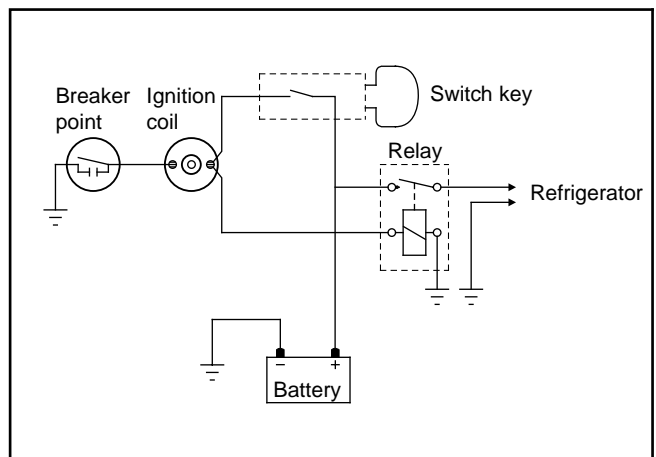 Breaker
point
Ignition
coil
Switch key
Relay
Refrigerator
− +
Battery